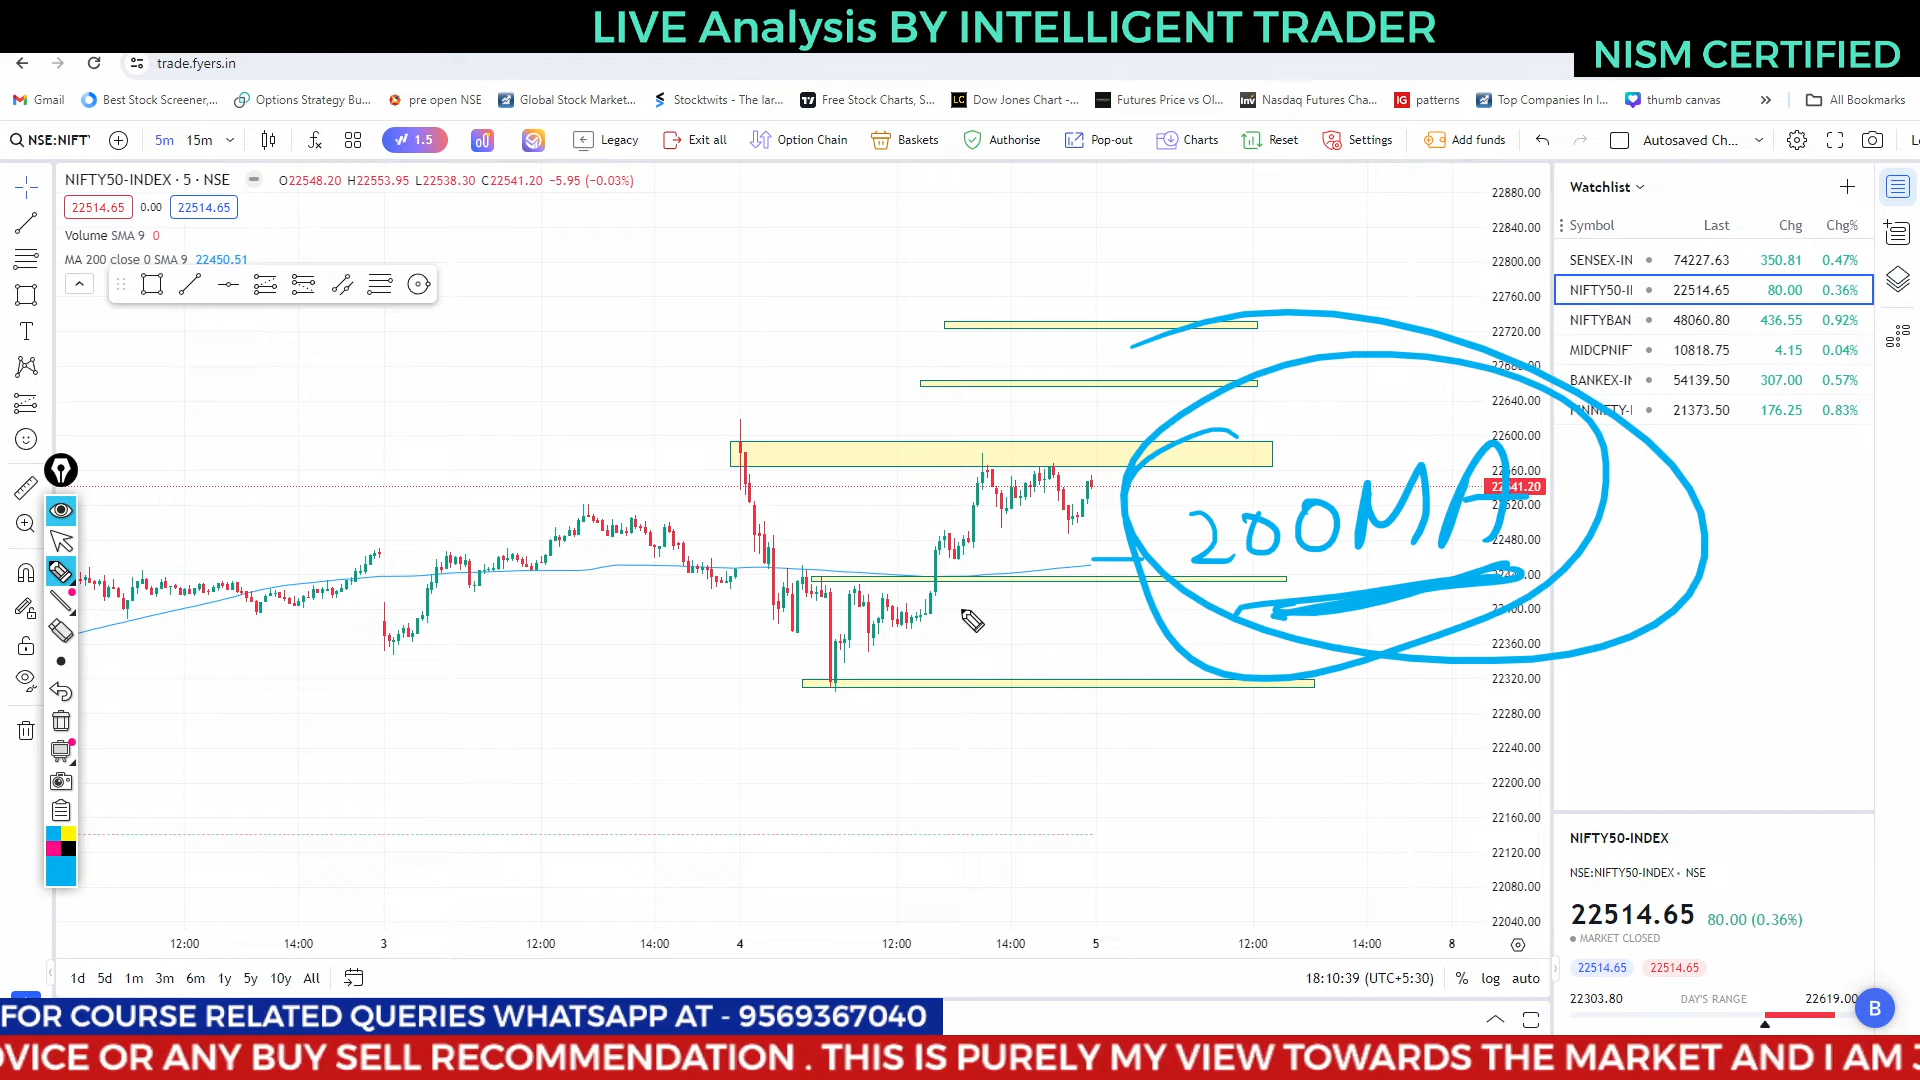 LIVE Analysis BY INTELLIGENT TRADER
NISM CERTIFIED
trade.fyers.in
Gmail
Best Stock Screener,...
Options Strategy Bu...
pre open NSE
Global Stock Market...
Stocktwits - The lar...
Free Stock Charts, S...
Dow Jones Chart -...
Futures Price vs OI...
Nasdaq Futures Cha...
patterns
Top Companies In I...
thumb canvas
All Bookmarks
NSE:NIFT
5m 15m
1.5
Legacy
Exit all
Option Chain
Baskets
Authorise
Pop-out
Charts
Reset
Settings
Add funds
Autosaved Ch...
NIFTY50-INDEX · 5 · NSE
O22548.20 H22553.95 L22538.30 C22541.20 -5.95 (-0.03%)
22514.65 0.00 22514.65
Volume SMA 9 0
MA 200 close 0 SMA 9 22450.51
200MA
22880.00
22840.00
22800.00
22760.00
22720.00
22640.00
22600.00
22520.00
22480.00
22360.00
22320.00
22280.00
22240.00
22200.00
22160.00
22120.00
22080.00
22040.00
12:00 14:00 3 12:00 14:00 4 12:00 14:00 5 12:00 14:00 8
1d 5d 1m 3m 6m 1y 5y 10y All
18:10:39 (UTC+5:30) % log auto
Watchlist
Symbol Last Chg Chg%
SENSEX-IN 74227.63 350.81 0.47%
NIFTY50-I 22514.65 80.00 0.36%
NIFTYBAN 48060.80 436.55 0.92%
MIDCPNIF 10818.75 4.15 0.04%
BANKEX-IN 54139.50 307.00 0.57%
21373.50 176.25 0.83%
NIFTY50-INDEX
NSE:NIFTY50-INDEX • NSE
22514.65 80.00 (0.36%)
MARKET CLOSED
22514.65 22514.65
22303.80 DAY'S RANGE 22619.00
B
FOR COURSE RELATED QUERIES WHATSAPP AT - 9569367040
OVICE OR ANY BUY SELL RECOMMENDATION . THIS IS PURELY MY VIEW TOWARDS THE MARKET AND I AM